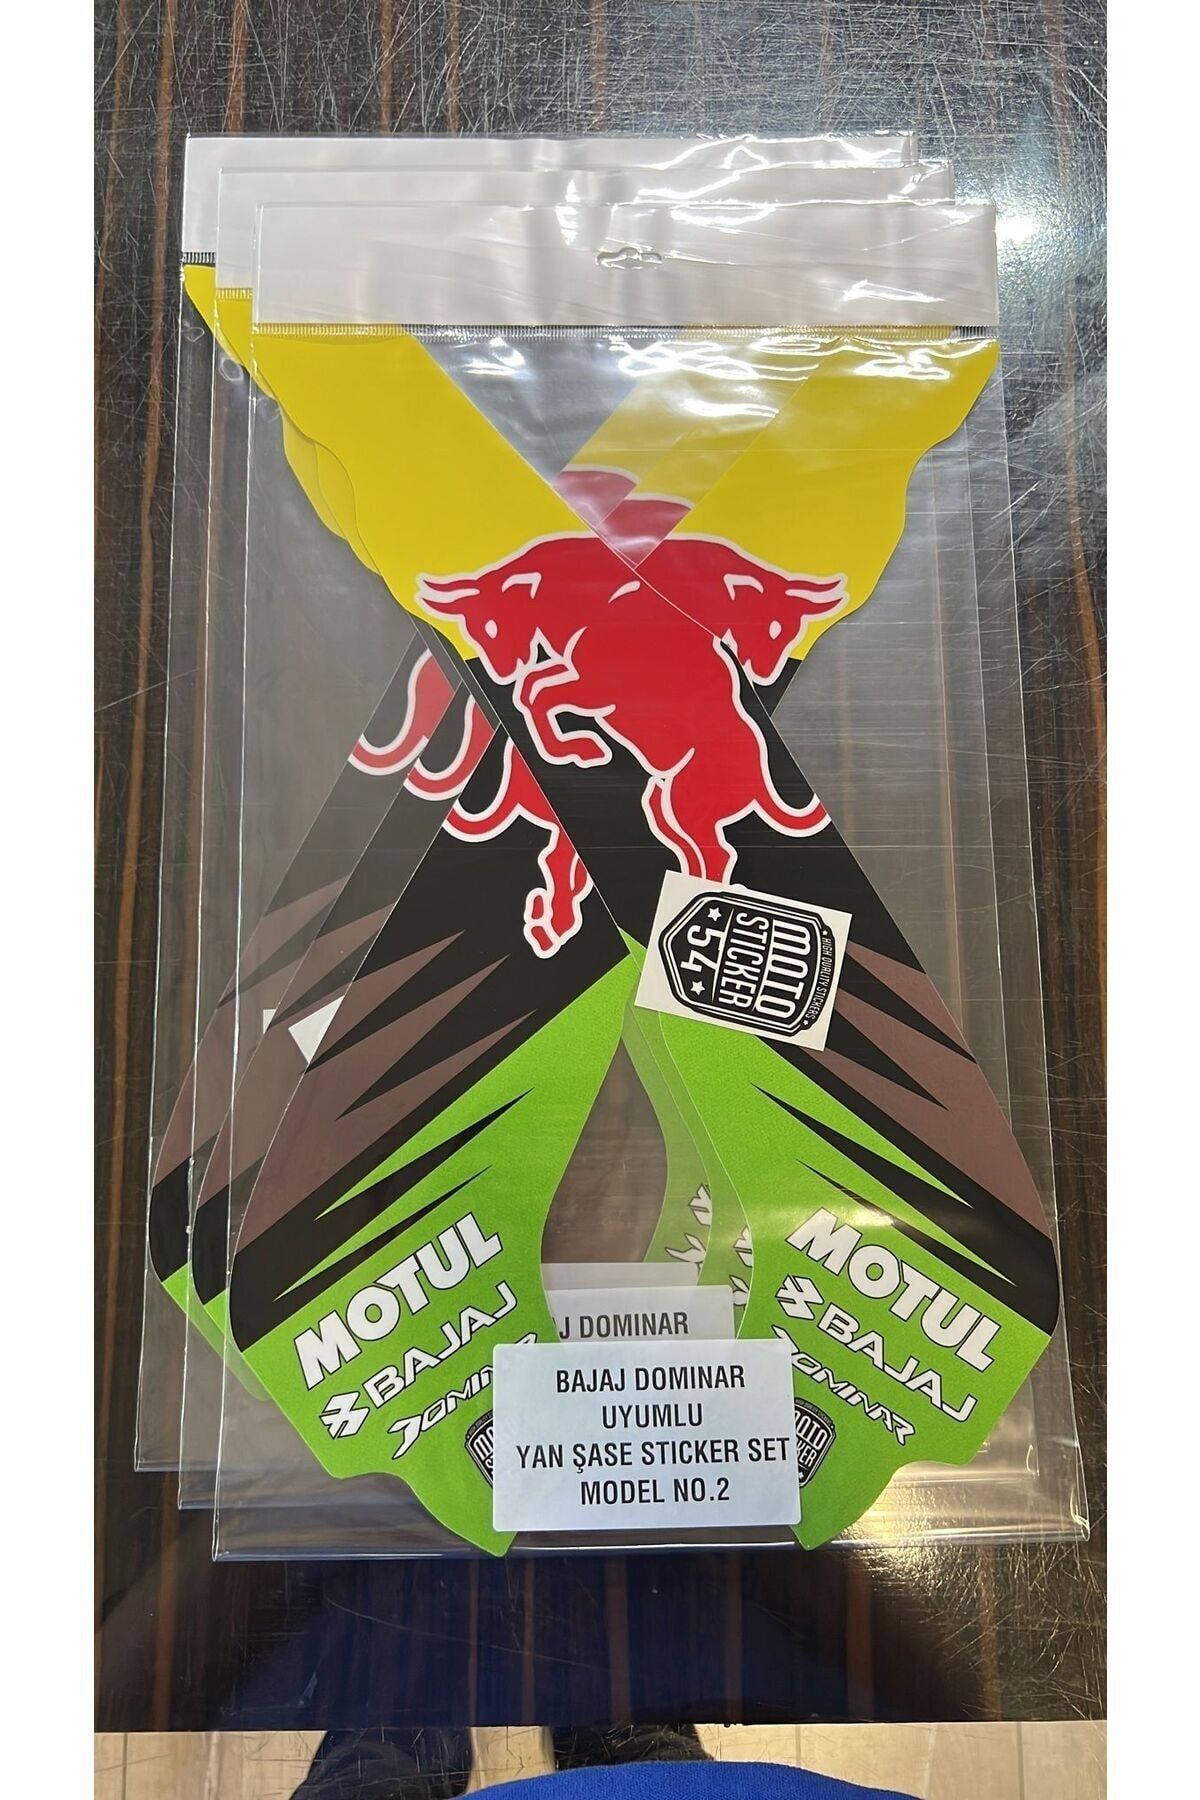 HIGH QUALITY STICKERS
MOTO
STICKER
54
MOTUL
BAJAJ
DOMINAR
MOTUL
BAJAJ
DOMINAR
MOTO
J DOMINAR
BAJAJ DOMINAR
UYUMLU
YAN ŞASE STICKER SET
MODEL NO.2